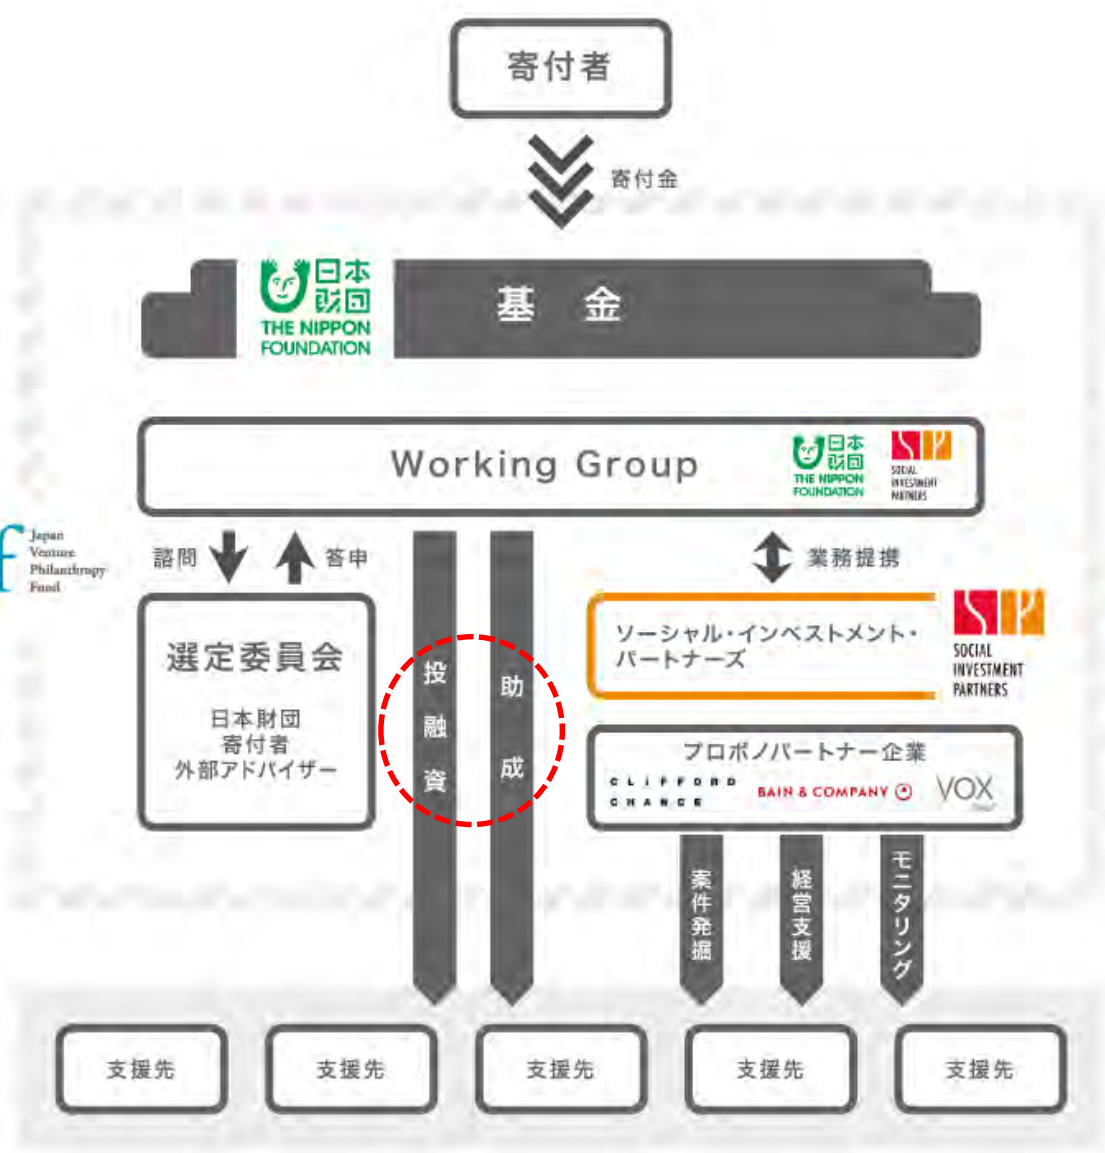 寄付者
寄付金
日本
財団
THE NIPPON
FOUNDATION
基金
Working Group
日本
財団
THE NIPPON
FOUNDATION
SOCIAL
INVESTMENT
PARTNERS
f
Japan
Venture
Philanthropy
Fund
諮問
答申
業務提携
選定委員会
日本財団
寄付者
外部アドバイザー
投融資
助成
ソーシャル・インベストメント・
パートナーズ
SOCIAL
INVESTMENT
PARTNERS
プロボノパートナー企業
CLIFFORD
CHANCE
BAIN & COMPANY
VOX
案件発掘
経営支援
モニタリング
支援先
支援先
支援先
支援先
支援先